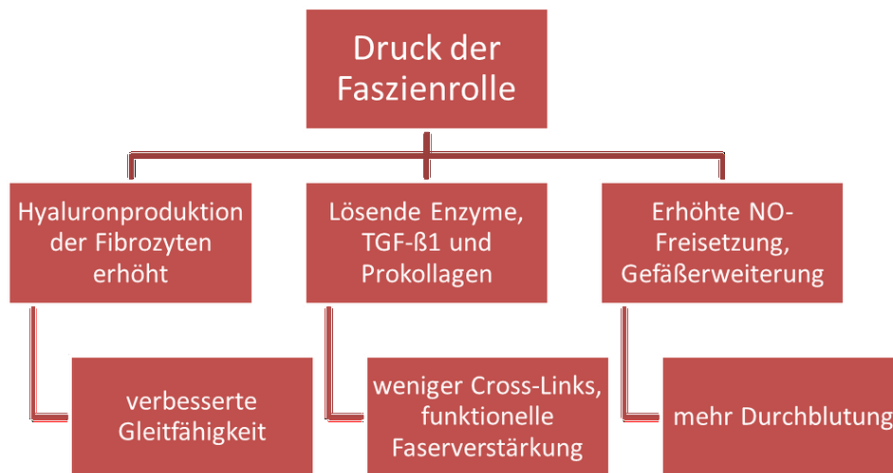 Druck der
Faszienrolle
Hyaluronproduktion
der Fibrozyten
erhöht
Lösende Enzyme,
TGF-ß1 und
Prokollagen
Erhöhte NO-
Freisetzung,
Gefäßerweiterung
verbesserte
Gleitfähigkeit
weniger Cross-Links,
funktionelle
Faserverstärkung
mehr Durchblutung